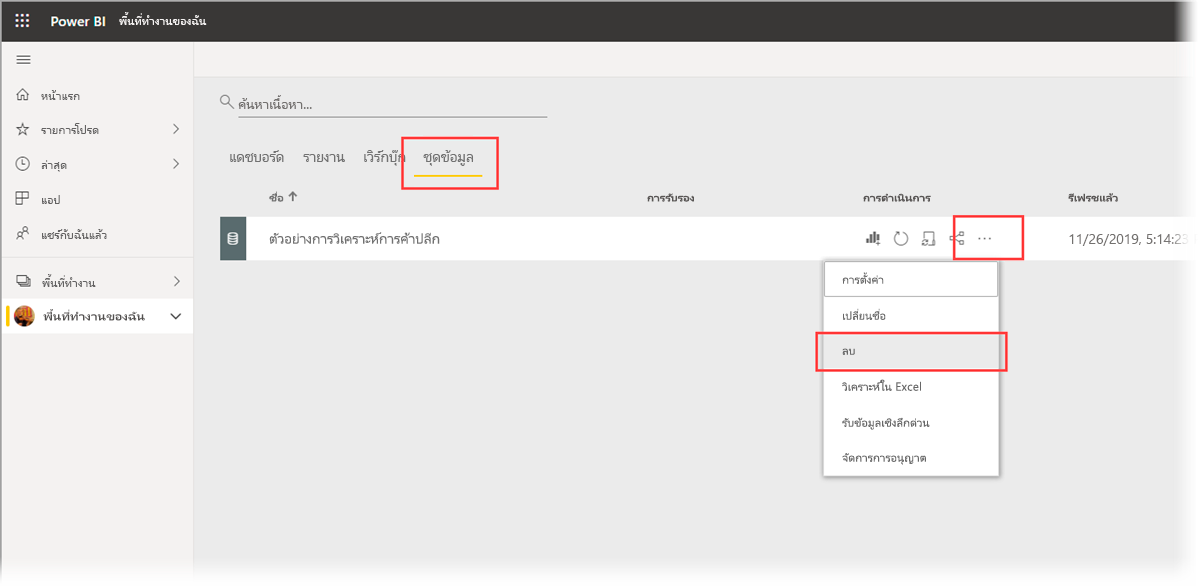 Power BI พื้นที่ทำงานของฉัน
หน้าแรก
รายการโปรด
ล่าสุด
แอป
แชร์กับฉันแล้ว
พื้นที่ทำงาน
พื้นที่ทำงานของฉัน
ค้นหาเนื้อหา...
แดชบอร์ด รายงาน เวิร์กบุ๊ก ชุดข้อมูล
ชื่อ การรับรอง การดำเนินการ รีเฟรชแล้ว
ตัวอย่างการวิเคราะห์การค้าปลีก 11/26/2019, 5:14:23
การตั้งค่า
เปลี่ยนชื่อ
ลบ
วิเคราะห์ใน Excel
รับข้อมูลเชิงลึกด่วน
จัดการการอนุญาต